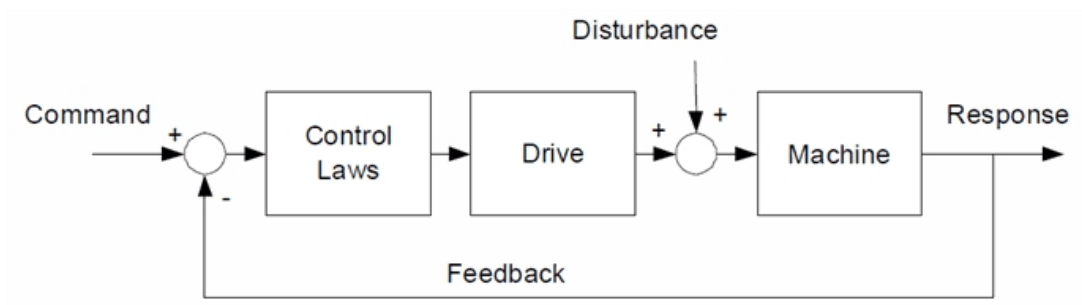 Disturbance
Command
+
Control
Laws
Drive
+
+
Machine
Response
-
Feedback